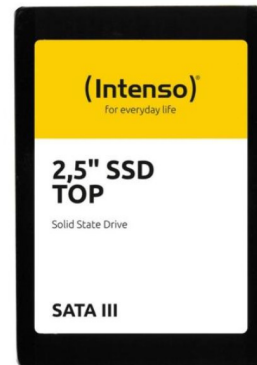 (Intenso)®
for everyday life
2,5" SSD
TOP
Solid State Drive
SATA III